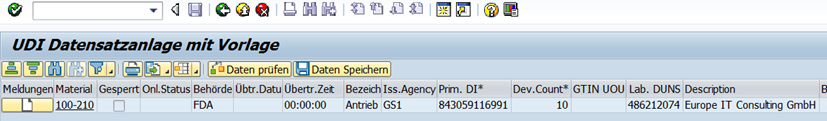 UDI Datensatzanlage mit Vorlage
Daten prüfen Daten Speichern
Meldungen Material Gesperrt Onl.Status Behörde Übtr.Datu Übertr.Zeit Bezeich Iss.Agency Prim. DI* Dev.Count* GTIN UOU Lab. DUNS Description B
100-210 FDA 00:00:00 Antrieb GS1 843059116991 10 486212074 Europe IT Consulting GmbH